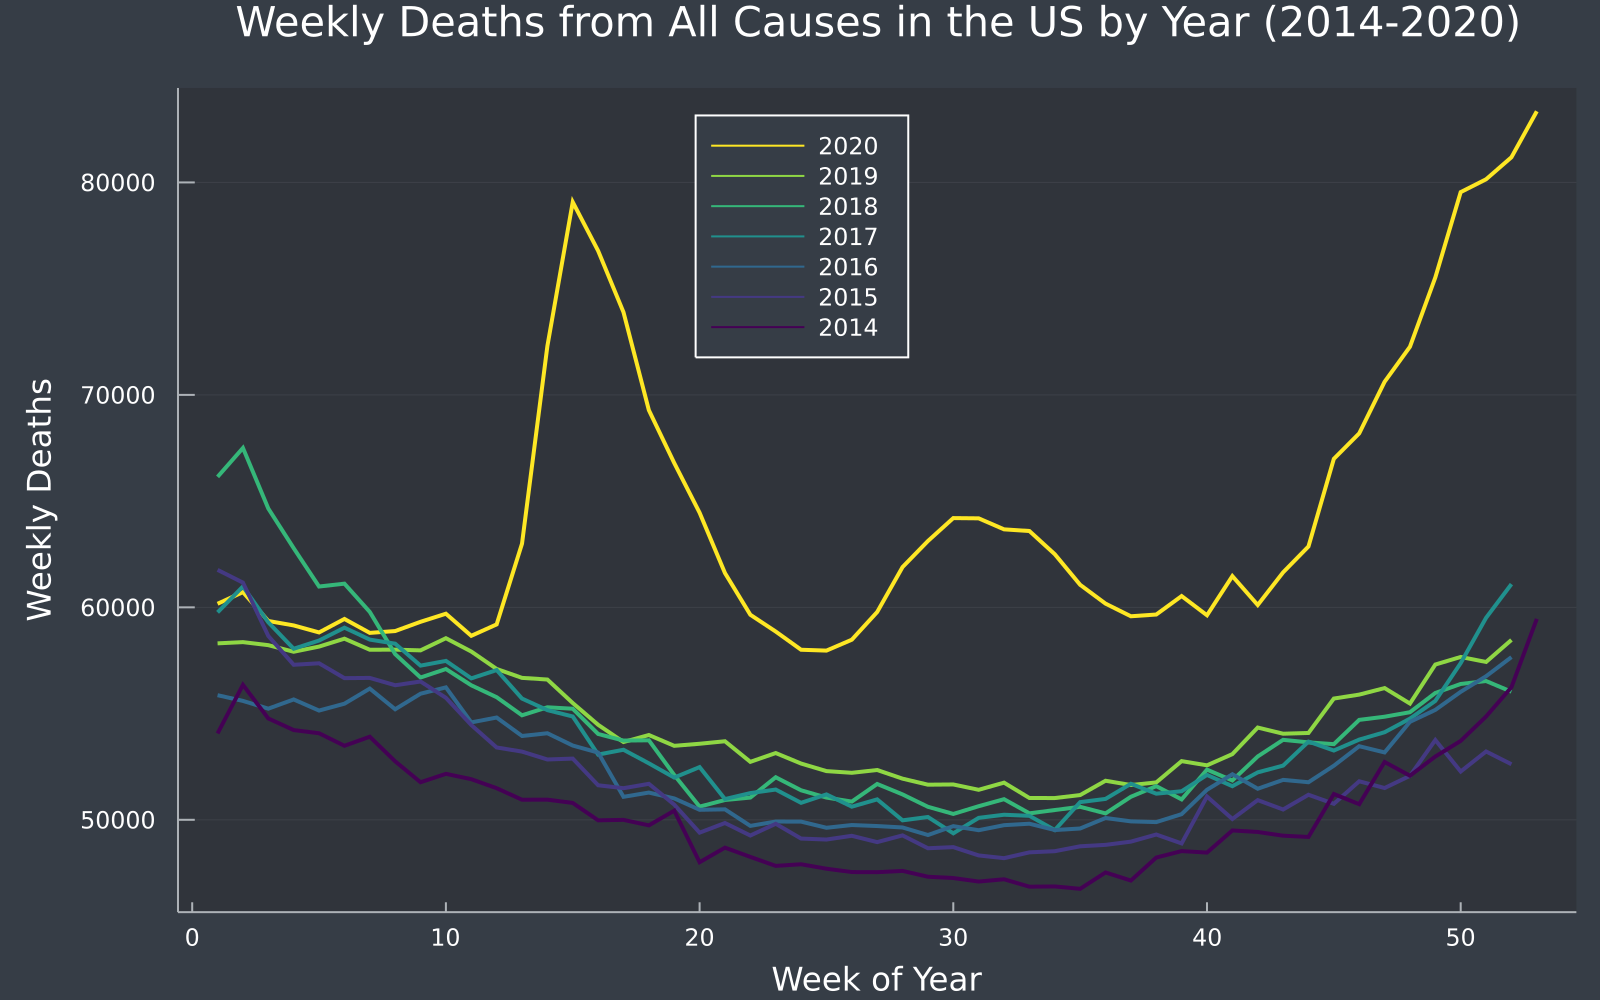 Weekly Deaths from All Causes in the US by Year (2014-2020)
2020
2019
2018
2017
2016
2015
2014
80000
70000
60000
50000
Weekly Deaths
0 10 20 30 40 50
Week of Year